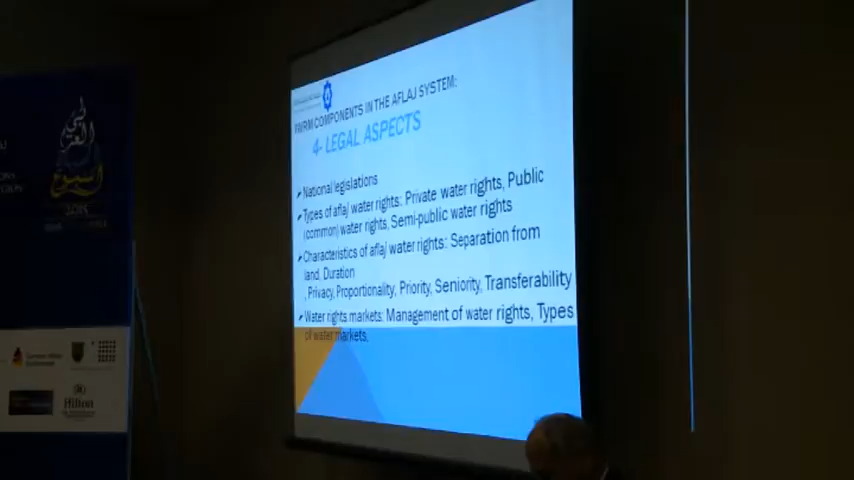 IWRM COMPONENTS IN THE AFLAJ SYSTEM:
4- LEGAL ASPECTS
National legislations
Types of aflaj water rights: Private water rights, Public
(common) water rights, Semi-public water rights
Characteristics of aflaj water rights: Separation from
land, Duration
, Privacy, Proportionality, Priority, Seniority, Transferability
Water rights markets: Management of water rights, Types
of water markets,
Hilton